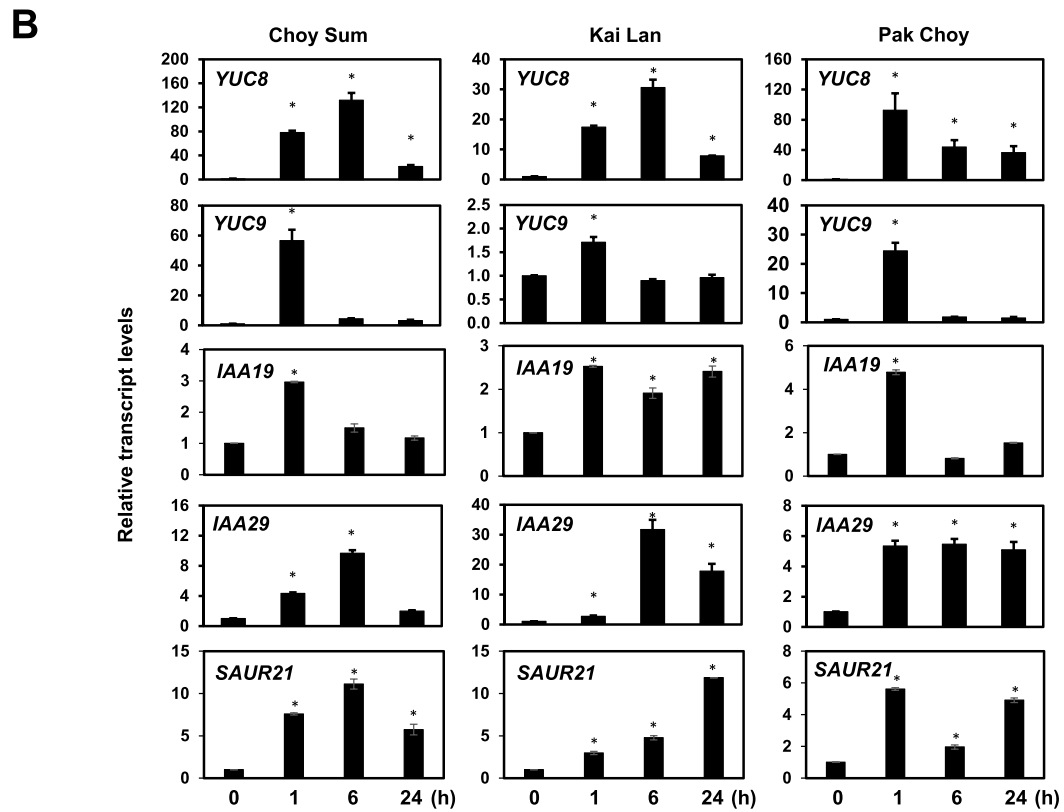 B
Choy Sum Kai Lan Pak Choy
Relative transcript levels
YUC8
200
160
120
80
40
0
* * *
YUC8
40
30
20
10
0
* * *
YUC8
160
120
80
40
0
* * *
YUC9
80
60
40
20
0
*
YUC9
2.5
2.0
1.5
1.0
0.5
0.0
*
YUC9
40
30
20
10
0
*
IAA19
4
3
2
1
0
*
IAA19
3
2
1
0
* * *
IAA19
6
4
2
0
*
IAA29
16
12
8
4
0
* *
IAA29
40
30
20
10
0
* * *
IAA29
8
6
4
2
0
* * *
SAUR21
15
10
5
0
* * *
SAUR21
15
10
5
0
* * *
SAUR21
8
6
4
2
0
* * *
0 1 6 24 (h) 0 1 6 24 (h) 0 1 6 24 (h)